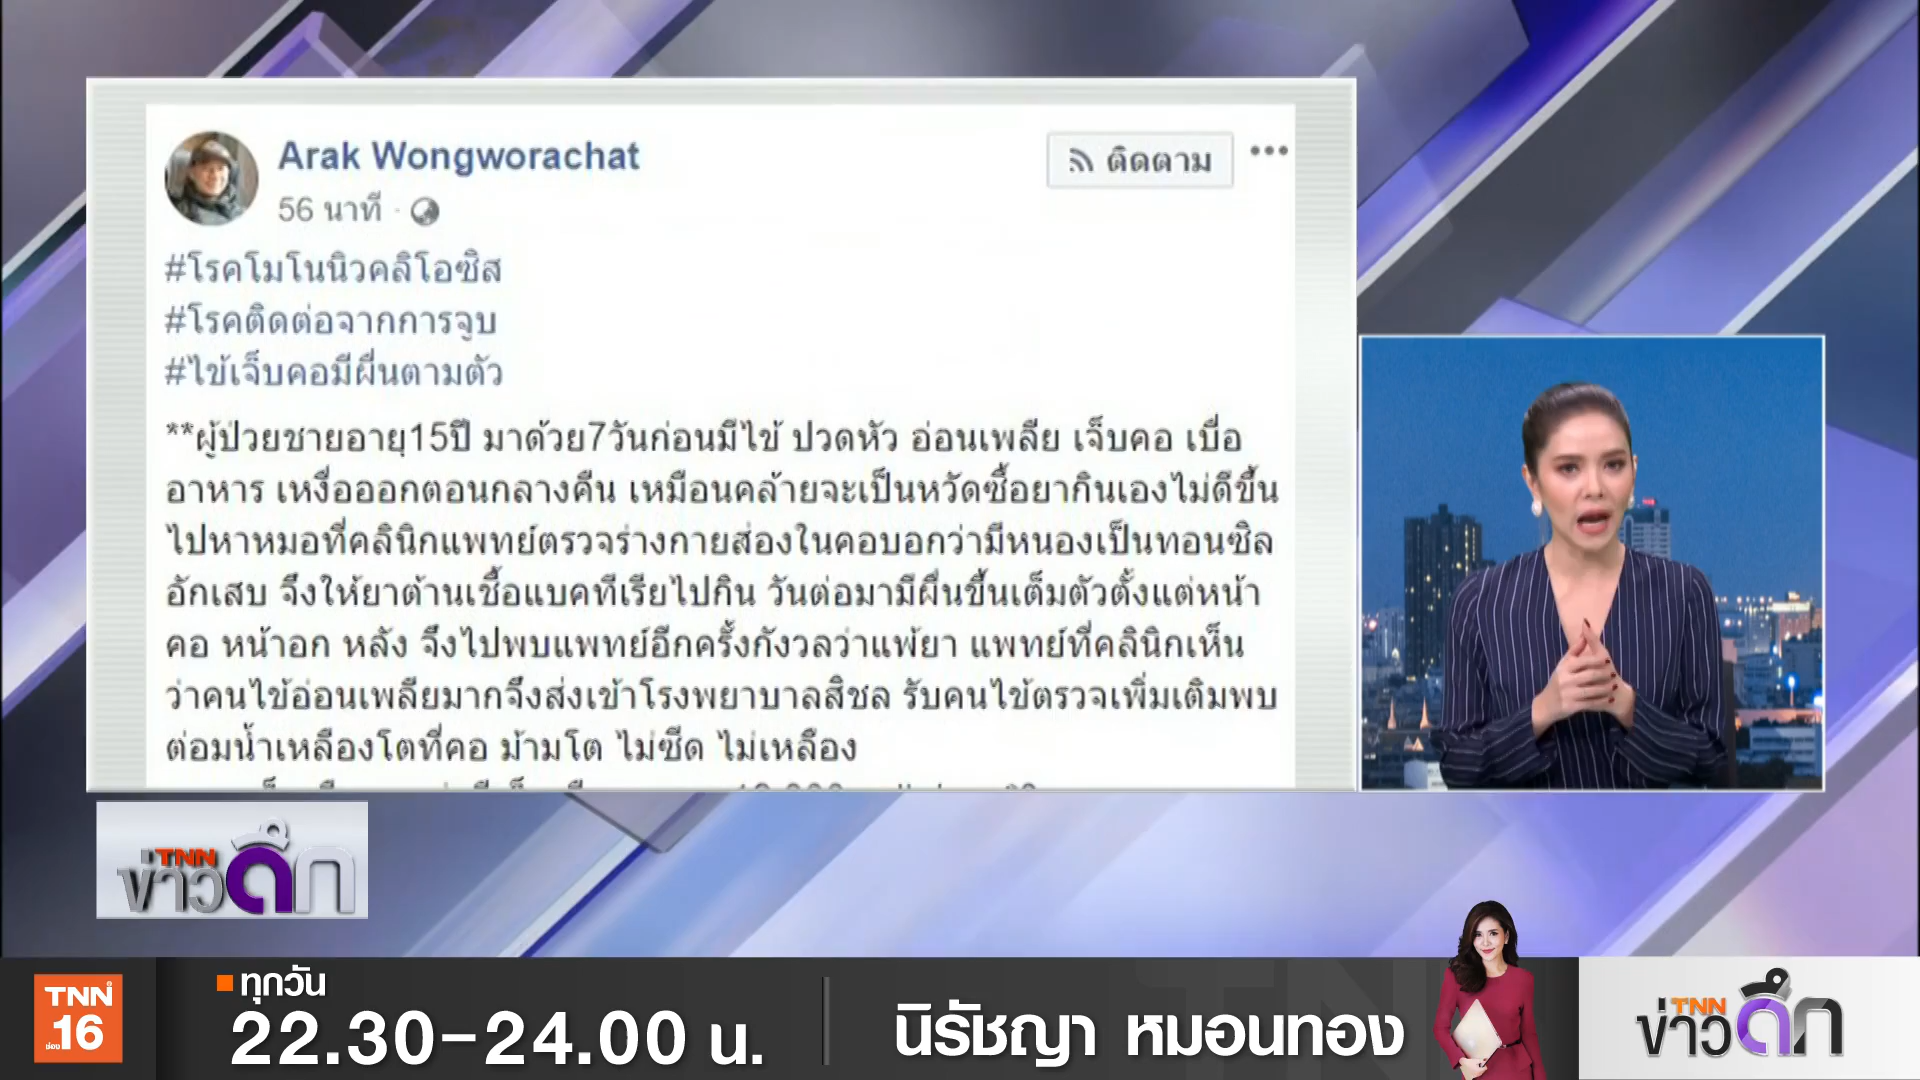 Arak Wongworachat
ติดตาม
56 นาที
#โรคโมโนนิวคลิโอซิส
#โรคติดต่อจากการจูบ
#ไข้เจ็บคอมีผื่นตามตัว
**ผู้ป่วยชายอายุ15ปี มาด้วย7วันก่อนมีไข้ ปวดหัว อ่อนเพลีย เจ็บคอ เบื่อ
อาหาร เหงื่อออกตอนกลางคืน เหมือนคล้ายจะเป็นหวัดซื้อยากินเองไม่ดีขึ้น
ไปหาหมอที่คลินิกแพทย์ตรวจร่างกายส่องในคอบอกว่ามีหนองเป็นทอนซิล
อักเสบ จึงให้ยาต้านเชื้อแบคทีเรียไปกิน วันต่อมามีผื่นขึ้นเต็มตัวตั้งแต่หน้า
คอ หน้าอก หลัง จึงไปพบแพทย์อีกครั้งกังวลว่าแพ้ยา แพทย์ที่คลินิกเห็น
ว่าคนไข้อ่อนเพลียมากจึงส่งเข้าโรงพยาบาลสิชล รับคนไข้ตรวจเพิ่มเติมพบ
ต่อมน้ำเหลืองโตที่คอ ม้ามโต ไม่ซีด ไม่เหลือง
TNN ข่าวดึก
TNN ช่อง 16
ทุกวัน
22.30-24.00 น.
นิรัชญา หมอนทอง
TNN ข่าวดึก